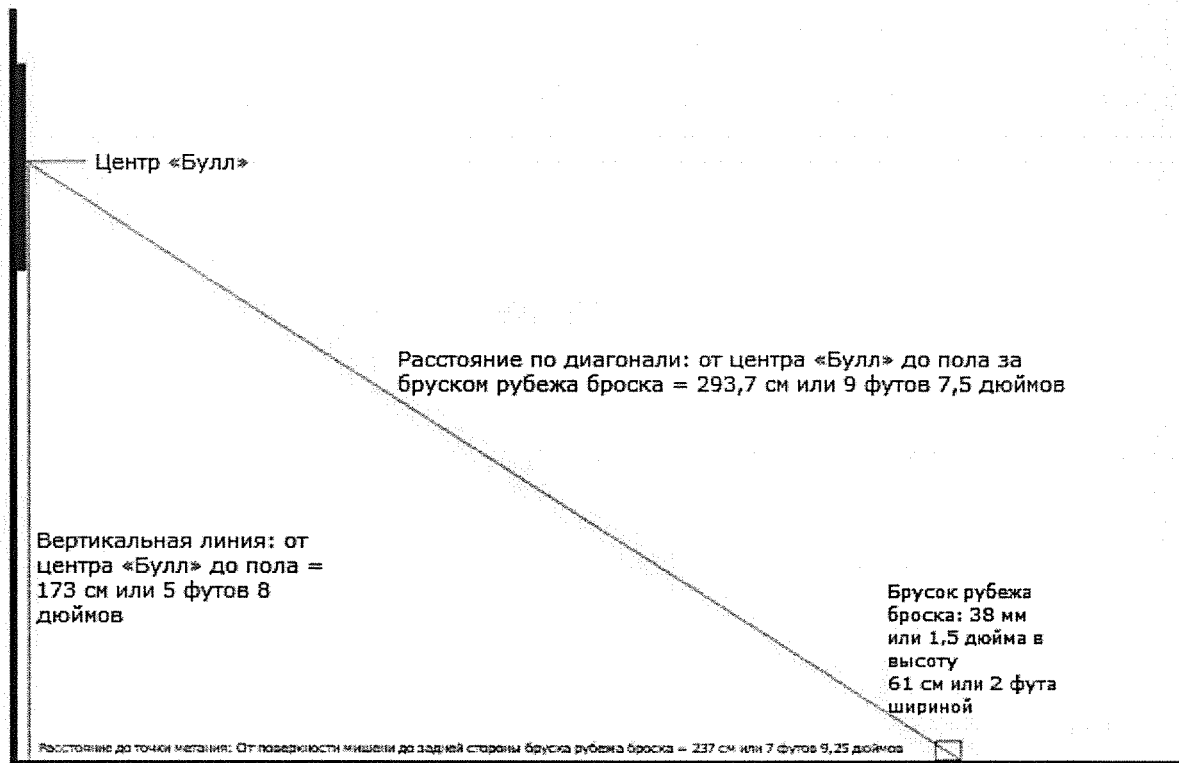 Центр «Булл»
Расстояние по диагонали: от центра «Булл» до пола за
бруском рубежа броска = 293,7 см или 9 футов 7,5 дюймов
Вертикальная линия: от
центра «Булл» до пола =
173 см или 5 футов 8
дюймов
Брусок рубежа
броска: 38 мм
или 1,5 дюйма в
высоту
61 см или 2 фута
шириной
Расстояние до точки метания: От поверхности мишени до задней стороны бруска рубежа броска = 237 см или 7 футов 9,25 дюймов